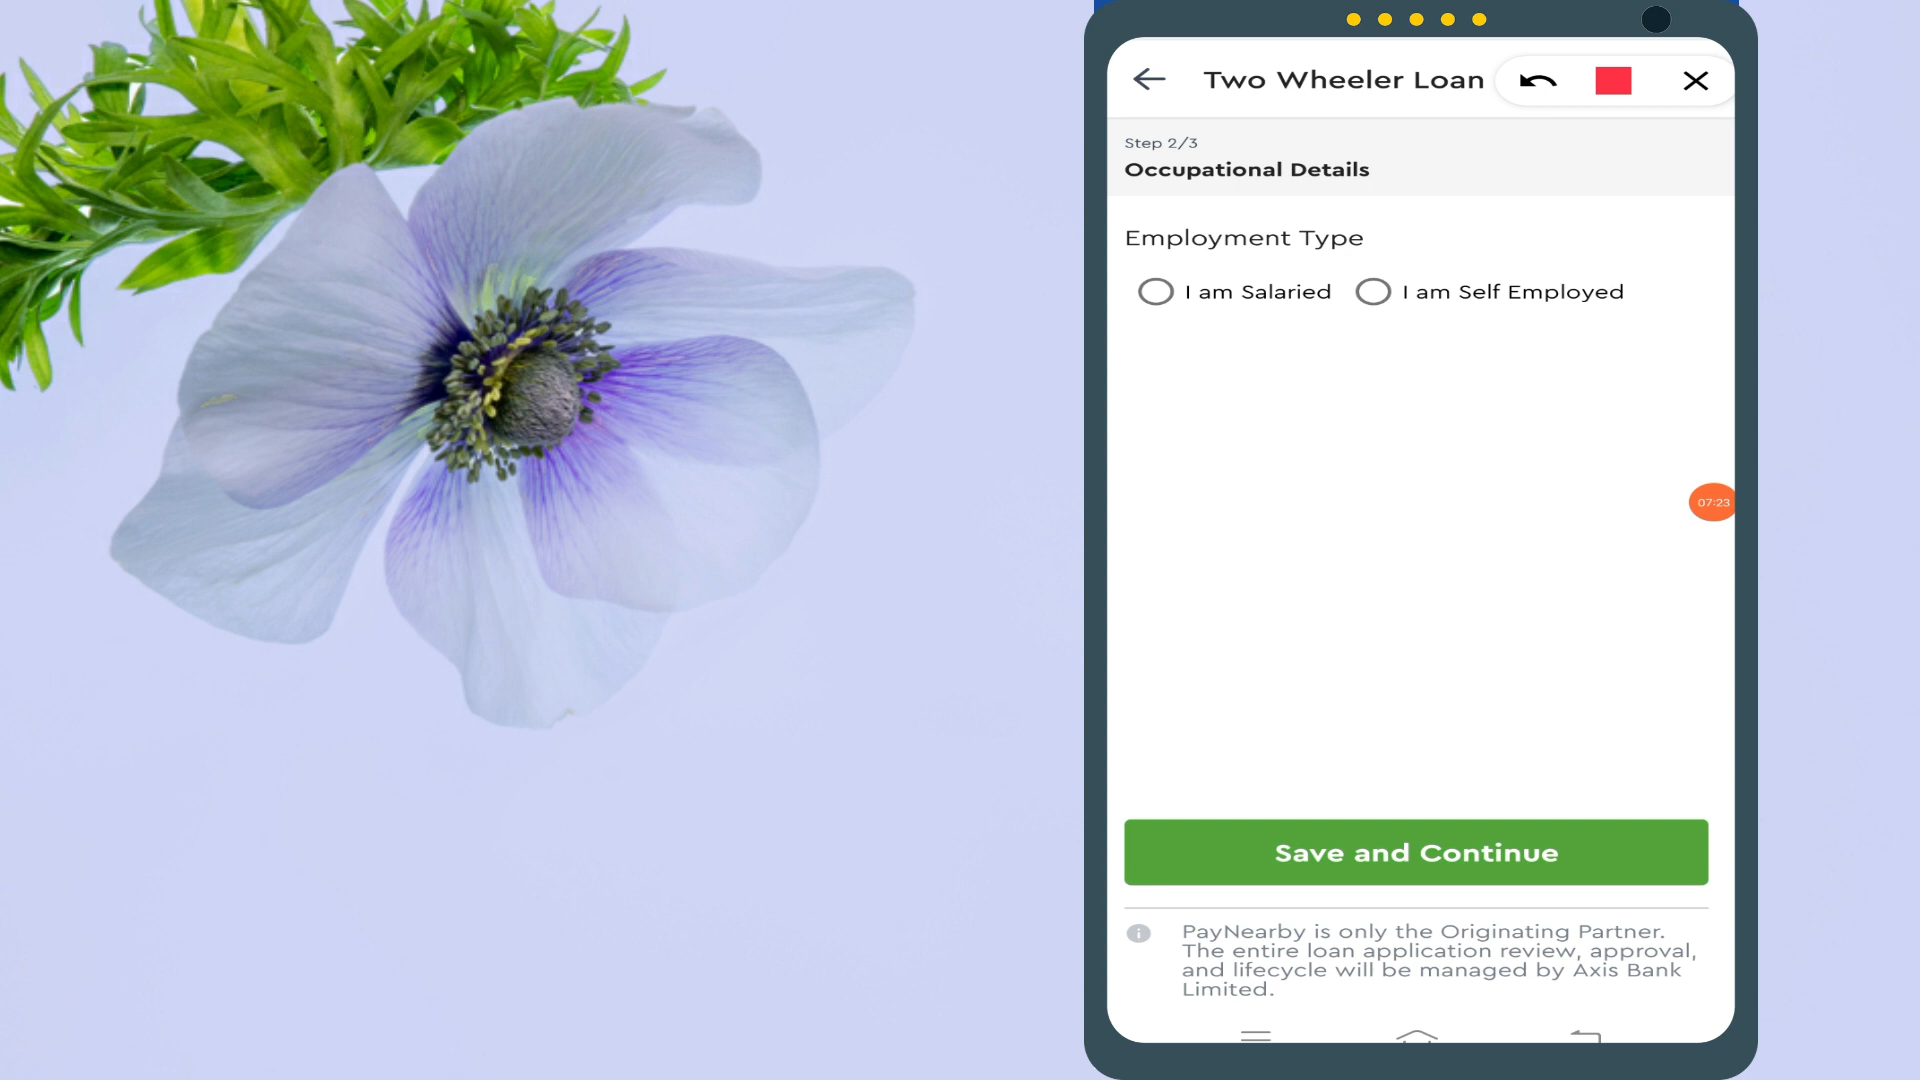 Two Wheeler Loan
Step 2/3
Occupational Details
Employment Type
I am Salaried I am Self Employed
07:23
Save and Continue
PayNearby is only the Originating Partner.
The entire loan application review, approval,
and lifecycle will be managed by Axis Bank
Limited.